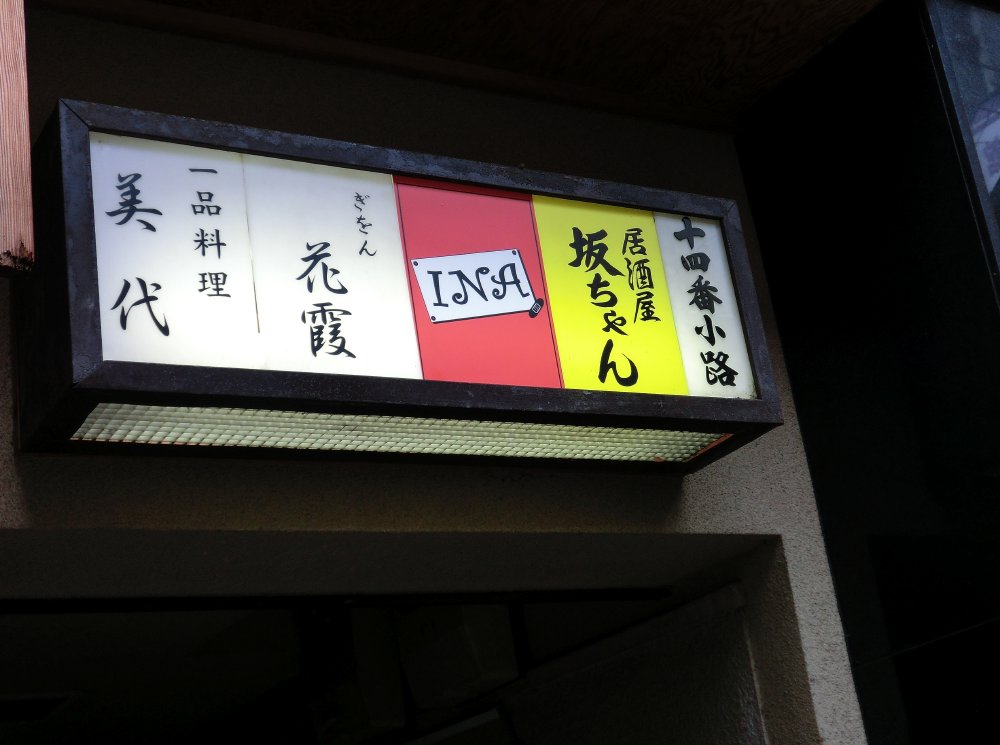 十四番小路
居酒屋
坂ちゃん
INA
ぎをん
花霞
一品料理
美代